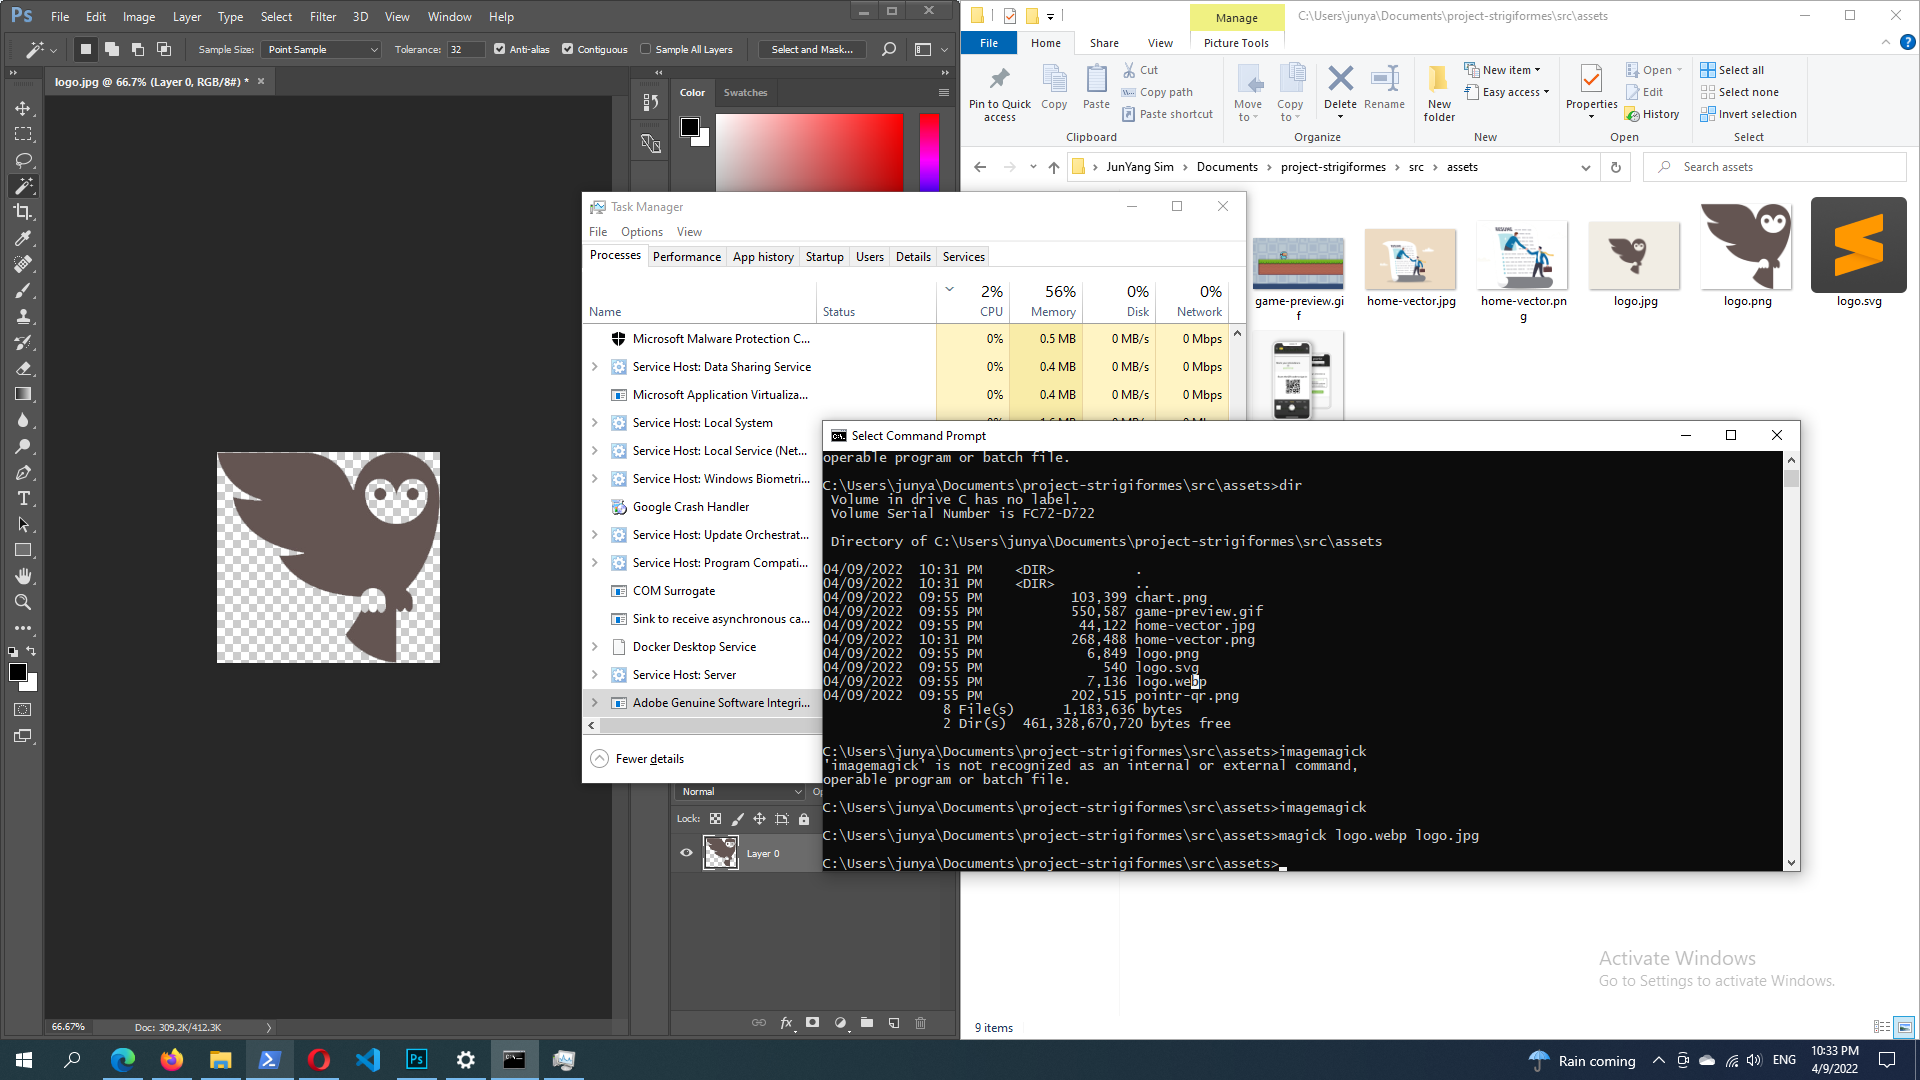 Ps File Edit Image Layer Type Select Filter 3D View Window Help
Sample Size: Point Sample Tolerance: 32 Anti-alias Contiguous Sample All Layers Select and Mask...
logo.jpg @ 66.7% (Layer 0, RGB/8#) *
Color Swatches
66.67% Doc: 309.2K/412.3K
Normal
Lock:
Layer 0
fx
Manage
C:\Users\junya\Documents\project-strigiformes\src\assets
File Home Share View Picture Tools
Pin to Quick access
Copy
Paste
Cut
Copy path
Paste shortcut
Clipboard
Move to
Copy to
Delete
Rename
Organize
New folder
New item
Easy access
New
Properties
Open
Edit
History
Open
Select all
Select none
Invert selection
Select
JunYang Sim > Documents > project-strigiformes > src > assets
Search assets
game-preview.gif
home-vector.jpg
home-vector.png
logo.jpg
logo.png
logo.svg
9 items
Task Manager
File Options View
Processes Performance App history Startup Users Details Services
2% 56% 0% 0%
Name Status CPU Memory Disk Network
Microsoft Malware Protection C... 0% 0.5 MB 0 MB/s 0 Mbps
Service Host: Data Sharing Service 0% 0.4 MB 0 MB/s 0 Mbps
Microsoft Application Virtualiza... 0% 0.4 MB 0 MB/s 0 Mbps
Service Host: Local System
Service Host: Local Service (Net...
Service Host: Windows Biometri...
Google Crash Handler
Service Host: Update Orchestrat...
Service Host: Program Compati...
COM Surrogate
Sink to receive asynchronous ca...
Docker Desktop Service
Service Host: Server
Adobe Genuine Software Integri...
Fewer details
Select Command Prompt
operable program or batch file.
C:\Users\junya\Documents\project-strigiformes\src\assets>dir
Volume in drive C has no label.
Volume Serial Number is FC72-D722
Directory of C:\Users\junya\Documents\project-strigiformes\src\assets
04/09/2022 10:31 PM <DIR> .
04/09/2022 10:31 PM <DIR> ..
04/09/2022 09:55 PM 103,399 chart.png
04/09/2022 09:55 PM 550,587 game-preview.gif
04/09/2022 09:55 PM 44,122 home-vector.jpg
04/09/2022 10:31 PM 268,488 home-vector.png
04/09/2022 09:55 PM 6,849 logo.png
04/09/2022 09:55 PM 540 logo.svg
04/09/2022 09:55 PM 7,136 logo.webp
04/09/2022 09:55 PM 202,515 pointr-qr.png
8 File(s) 1,183,636 bytes
2 Dir(s) 461,328,670,720 bytes free
C:\Users\junya\Documents\project-strigiformes\src\assets>imagemagick
'imagemagick' is not recognized as an internal or external command,
operable program or batch file.
C:\Users\junya\Documents\project-strigiformes\src\assets>imagemagick
C:\Users\junya\Documents\project-strigiformes\src\assets>magick logo.webp logo.jpg
C:\Users\junya\Documents\project-strigiformes\src\assets>
Activate Windows
Go to Settings to activate Windows.
Rain coming
ENG
10:33 PM
4/9/2022